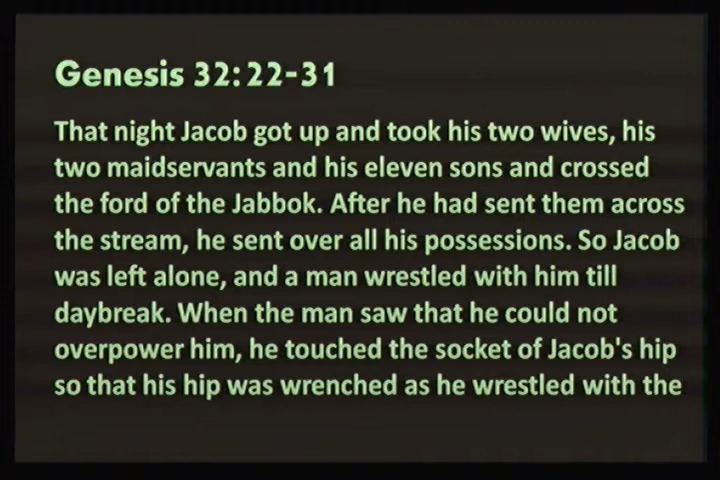 Genesis 32:22-31
That night Jacob got up and took his two wives, his
two maidservants and his eleven sons and crossed
the ford of the Jabbok. After he had sent them across
the stream, he sent over all his possessions. So Jacob
was left alone, and a man wrestled with him till
daybreak. When the man saw that he could not
overpower him, he touched the socket of Jacob's hip
so that his hip was wrenched as he wrestled with the